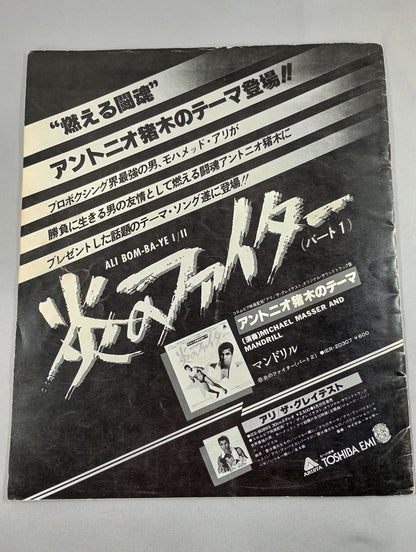 “燃える闘魂”
アントニオ猪木のテーマ登場!!
プロボクシング界最強の男、モハメッド・アリが
勝負に生きる男の友情として燃える闘魂アントニオ猪木に
プレゼントした話題のテーマ・ソング遂に登場!!
ALI BOM-BA-YE I/II
炎のファイター
(パート1)
アントニオ猪木のテーマ
(演奏)MICHAEL MASSER AND
MANDRILL
マンドリル
炎のファイター(パート2)
●ICR-20307 ¥600
アリ/ザ・グレイテスト
ARISTA
TOSHIBA EMI